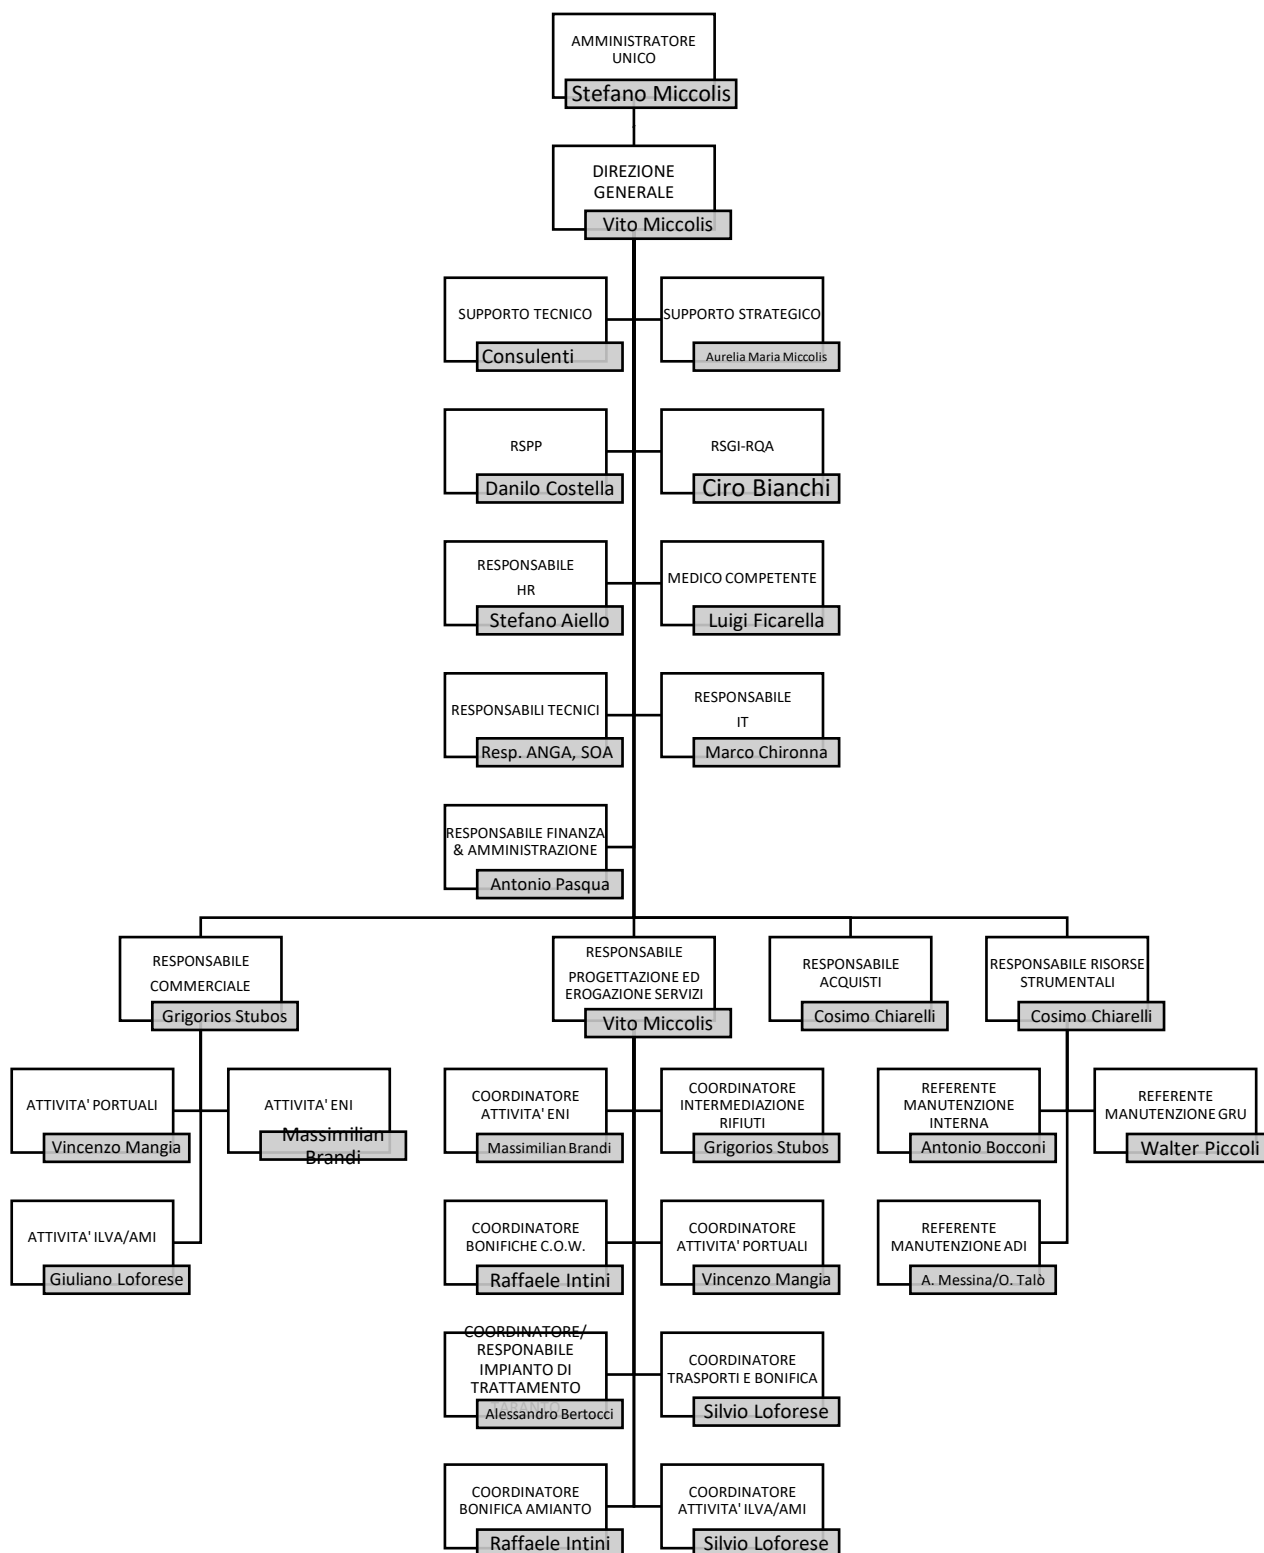 AMMINISTRATORE
UNICO
Stefano Miccolis
DIREZIONE
GENERALE
Vito Miccolis
SUPPORTO TECNICO
Consulenti
SUPPORTO STRATEGICO
Aurelia Maria Miccolis
RSPP
Danilo Costella
RSGI-RQA
Ciro Bianchi
RESPONSABILE
HR
Stefano Aiello
MEDICO COMPETENTE
Luigi Ficarella
RESPONSABILI TECNICI
Resp. ANGA, SOA
RESPONSABILE
IT
Marco Chironna
RESPONSABILE FINANZA
& AMMINISTRAZIONE
Antonio Pasqua
RESPONSABILE
COMMERCIALE
Grigorios Stubos
RESPONSABILE
PROGETTAZIONE ED
EROGAZIONE SERVIZI
Vito Miccolis
RESPONSABILE
ACQUISTI
Cosimo Chiarelli
RESPONSABILE RISORSE
STRUMENTALI
Cosimo Chiarelli
ATTIVITA' PORTUALI
Vincenzo Mangia
ATTIVITA' ENI
Massimilian
Brandi
COORDINATORE
ATTIVITA' ENI
Massimilian Brandi
COORDINATORE
INTERMEDIAZIONE
RIFIUTI
Grigorios Stubos
REFERENTE
MANUTENZIONE
INTERNA
Antonio Bocconi
REFERENTE
MANUTENZIONE GRU
Walter Piccoli
ATTIVITA' ILVA/AMI
Giuliano Loforese
COORDINATORE
BONIFICHE C.O.W.
Raffaele Intini
COORDINATORE
ATTIVITA' PORTUALI
Vincenzo Mangia
REFERENTE
MANUTENZIONE ADI
A. Messina/O. Talò
COORDINATORE/
RESPONABILE
IMPIANTO DI
TRATTAMENTO
TARANTO
Alessandro Bertocci
COORDINATORE
TRASPORTI E BONIFICA
Silvio Loforese
COORDINATORE
BONIFICA AMIANTO
Raffaele Intini
COORDINATORE
ATTIVITA' ILVA/AMI
Silvio Loforese